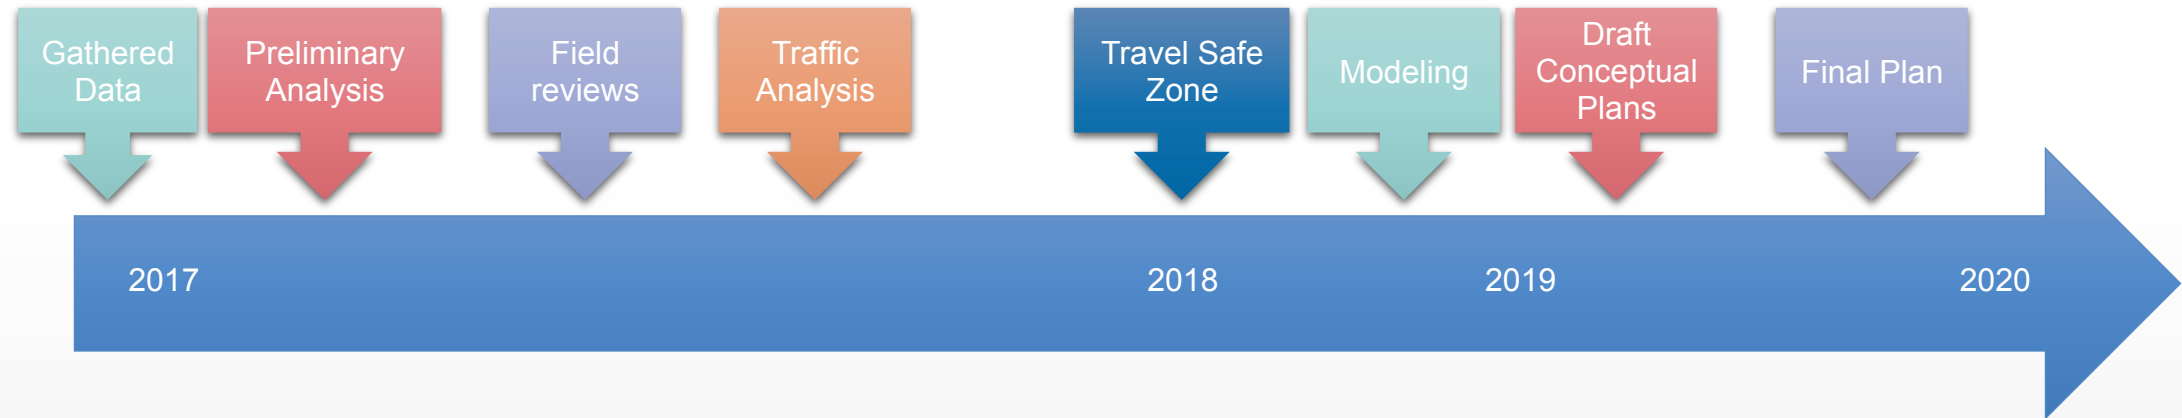 Gathered
Data
Preliminary
Analysis
Field
reviews
Traffic
Analysis
Travel Safe
Zone
Modeling
Draft
Conceptual
Plans
Final Plan
2017
2018
2019
2020